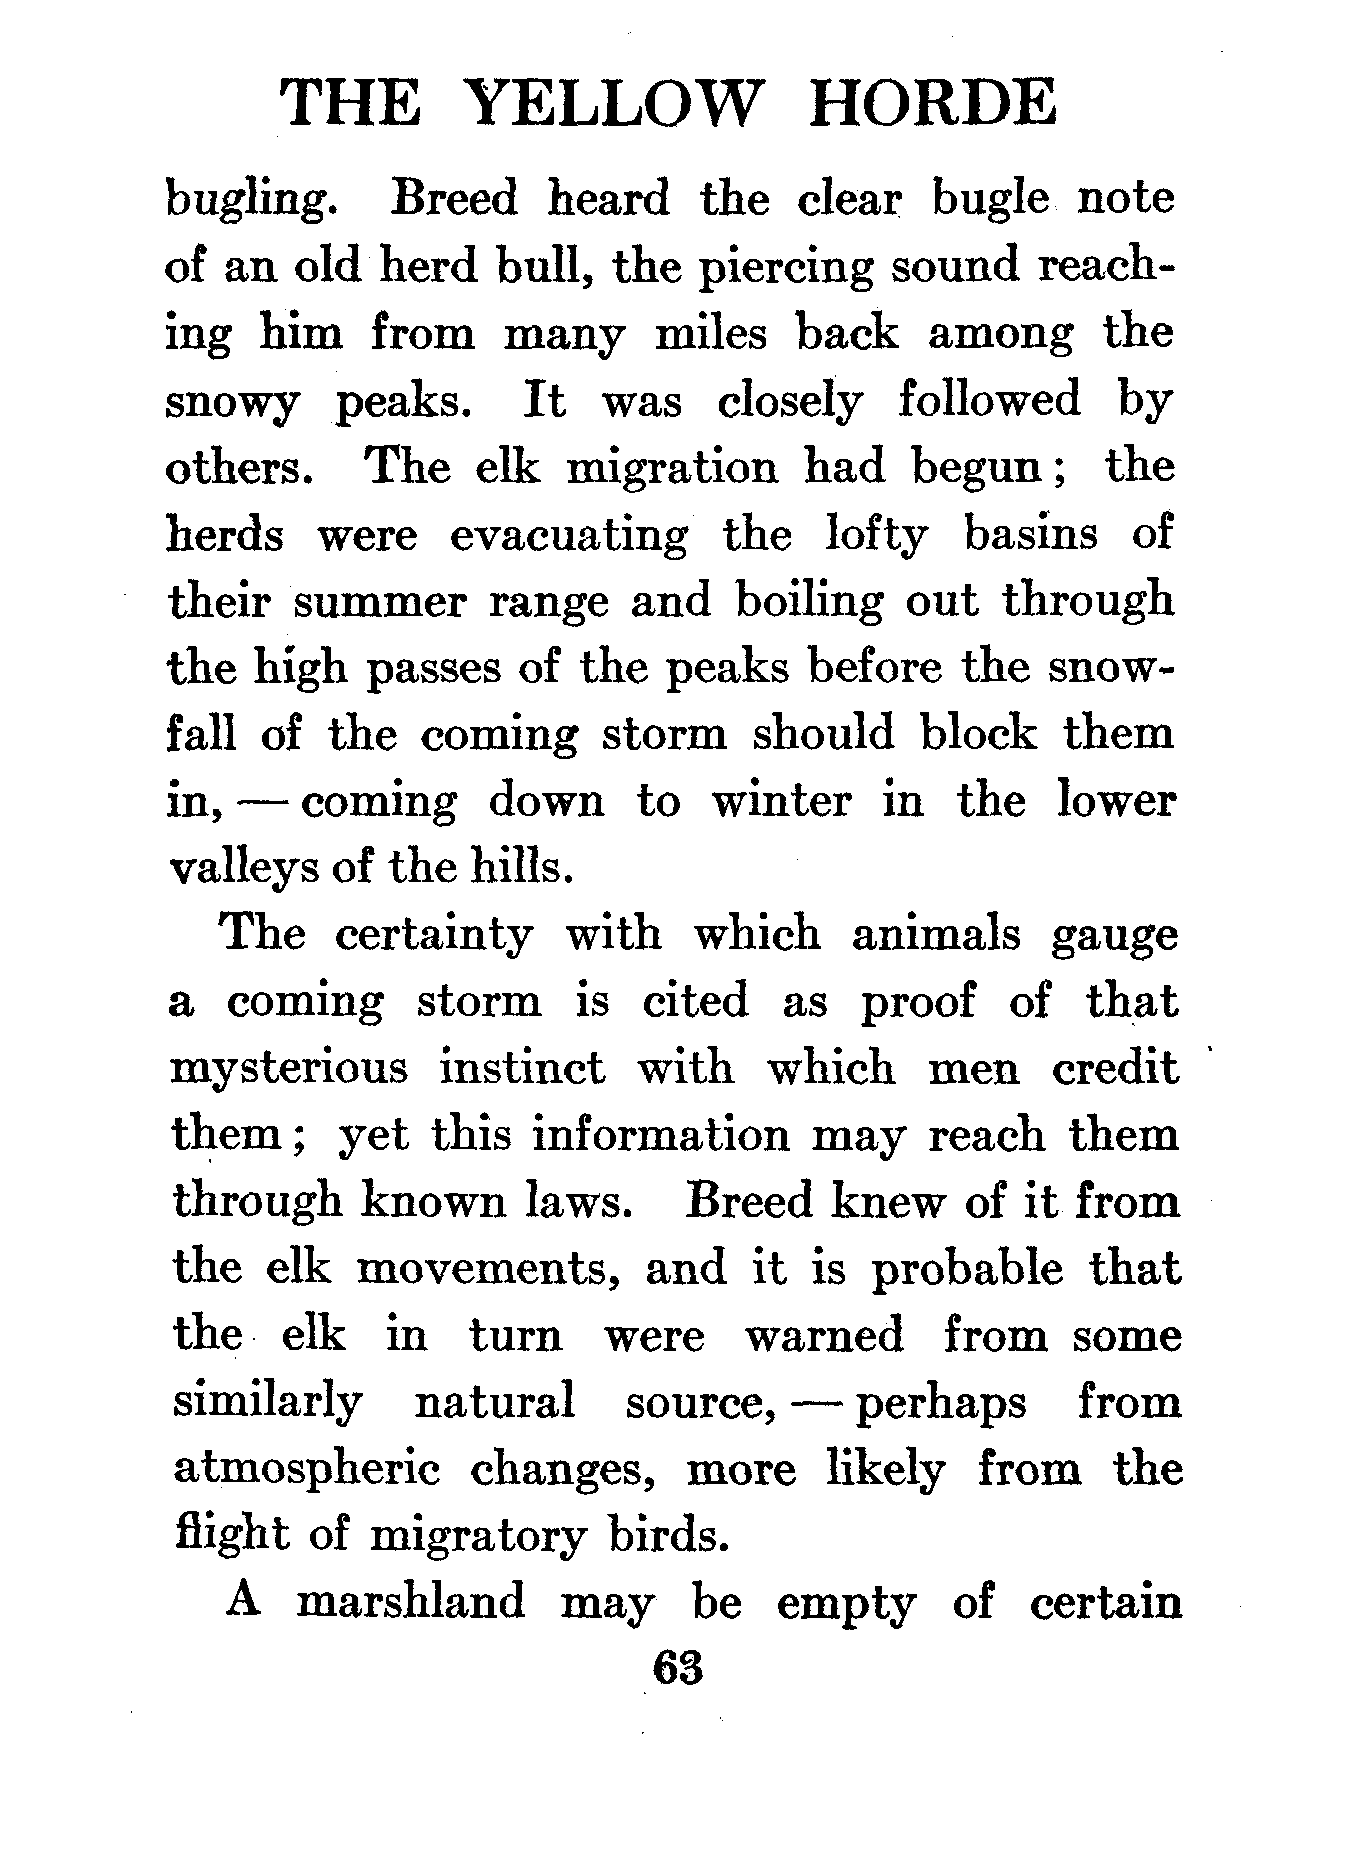 THE YELLOW HORDE
bugling. Breed heard the clear bugle note
of an old herd bull, the piercing sound reach-
ing him from many miles back among the
snowy peaks. It was closely followed by
others. The elk migration had begun; the
herds were evacuating the lofty basins of
their summer range and boiling out through
the high passes of the peaks before the snow-
fall of the coming storm should block them
in, — coming down to winter in the lower
valleys of the hills.
The certainty with which animals gauge
a coming storm is cited as proof of that
mysterious instinct with which men credit
them; yet this information may reach them
through known laws. Breed knew of it from
the elk movements, and it is probable that
the elk in turn were warned from some
similarly natural source, — perhaps from
atmospheric changes, more likely from the
flight of migratory birds.
A marshland may be empty of certain
63